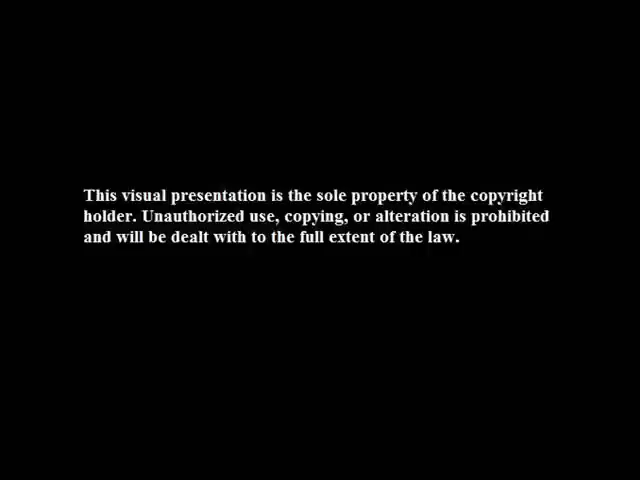 This visual presentation is the sole property of the copyright
holder. Unauthorized use, copying, or alteration is prohibited
and will be dealt with to the full extent of the law.